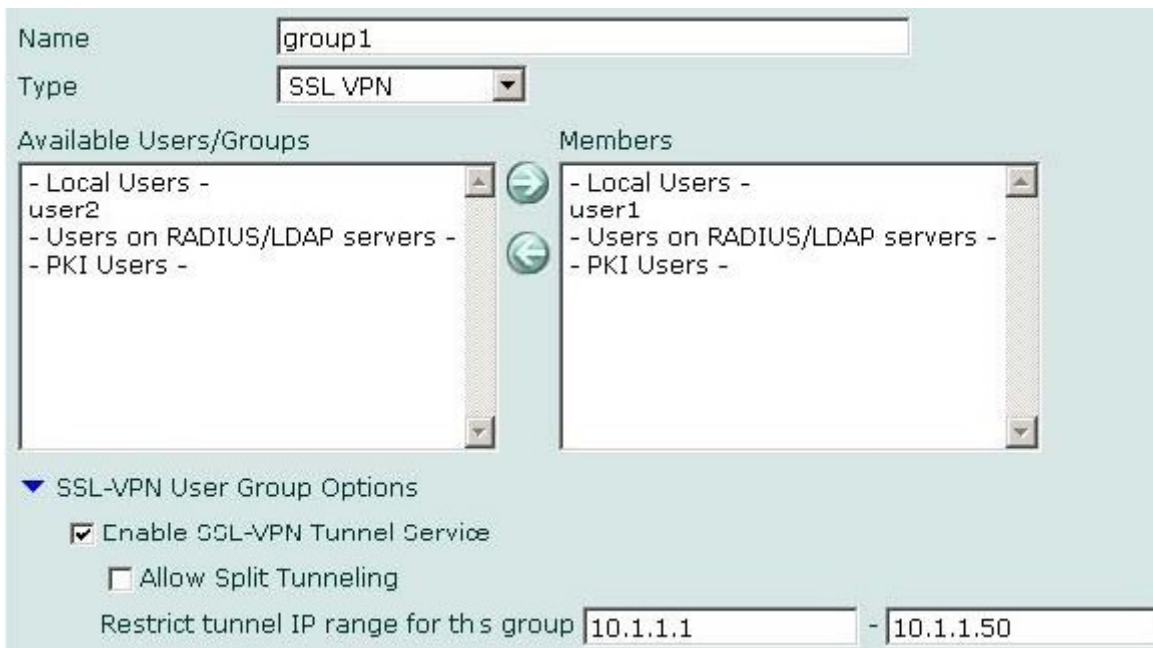 Name group1
Type SSL VPN
Available Users/Groups Members
- Local Users -
user2
- Users on RADIUS/LDAP servers -
- PKI Users -
- Local Users -
user1
- Users on RADIUS/LDAP servers -
- PKI Users -
SSL-VPN User Group Options
Enable SSL-VPN Tunnel Service
Allow Split Tunneling
Restrict tunnel IP range for this group 10.1.1.1 - 10.1.1.50